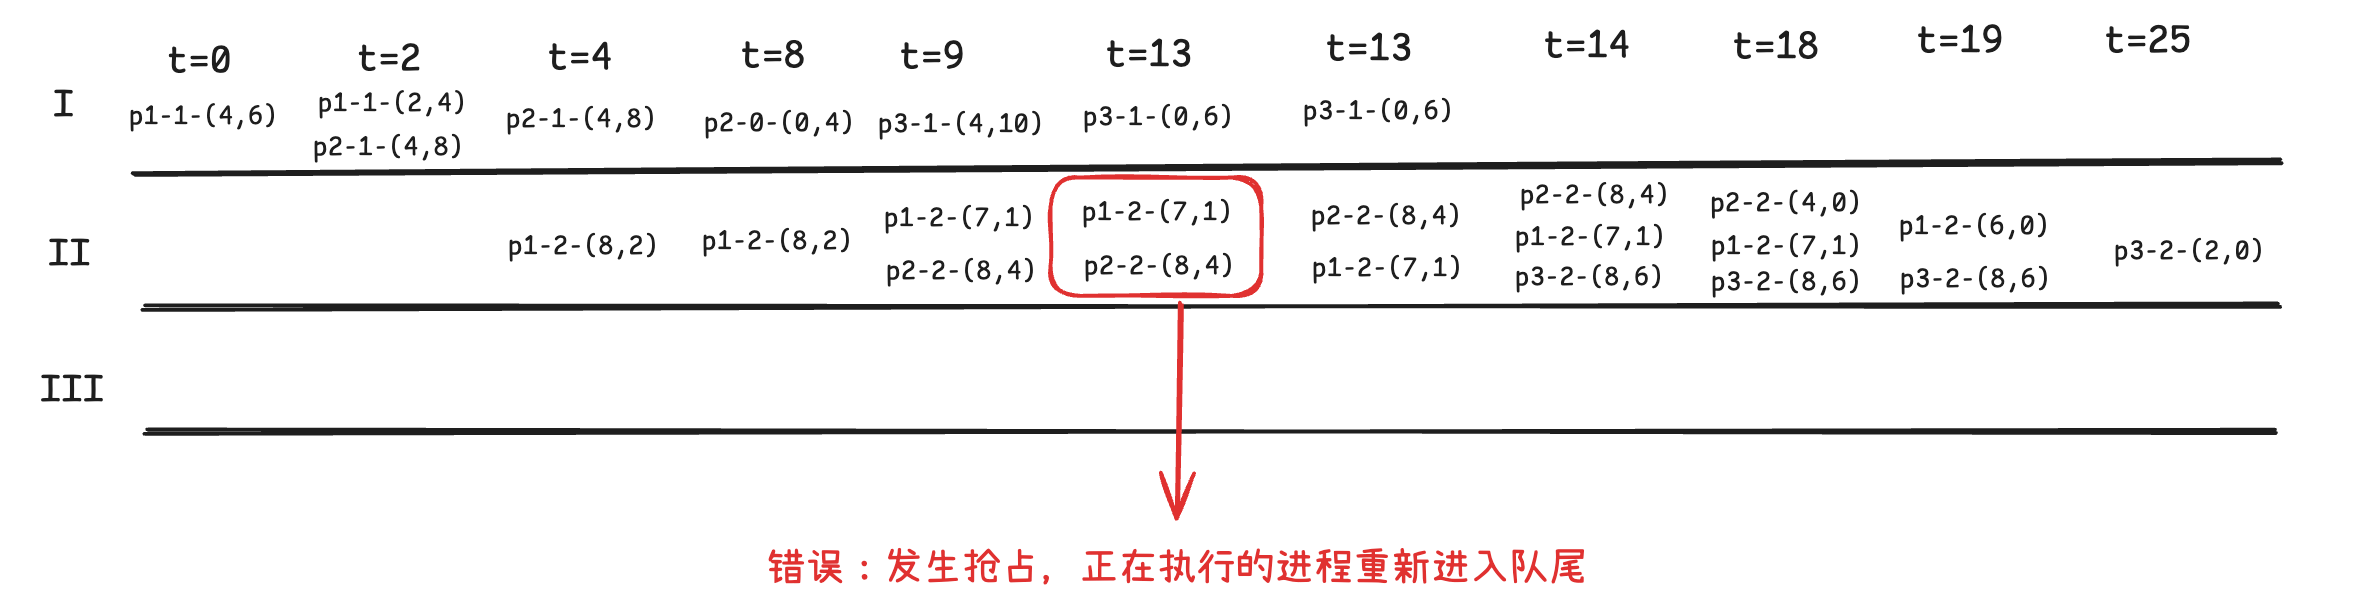 t=0 t=2 t=4 t=8 t=9 t=13 t=13 t=14 t=18 t=19 t=25
I
p1-1-(4,6) p1-1-(2,4) p2-1-(4,8) p2-0-(0,4) p3-1-(4,10) p3-1-(0,6) p3-1-(0,6)
p2-1-(4,8)
II
p1-2-(8,2) p1-2-(8,2) p1-2-(7,1) p1-2-(7,1) p2-2-(8,4) p2-2-(8,4) p2-2-(4,0) p1-2-(6,0) p3-2-(2,0)
p2-2-(8,4) p2-2-(8,4) p1-2-(7,1) p1-2-(7,1) p1-2-(7,1) p3-2-(8,6)
p3-2-(8,6) p3-2-(8,6)
III
错误：发生抢占，正在执行的进程重新进入队尾